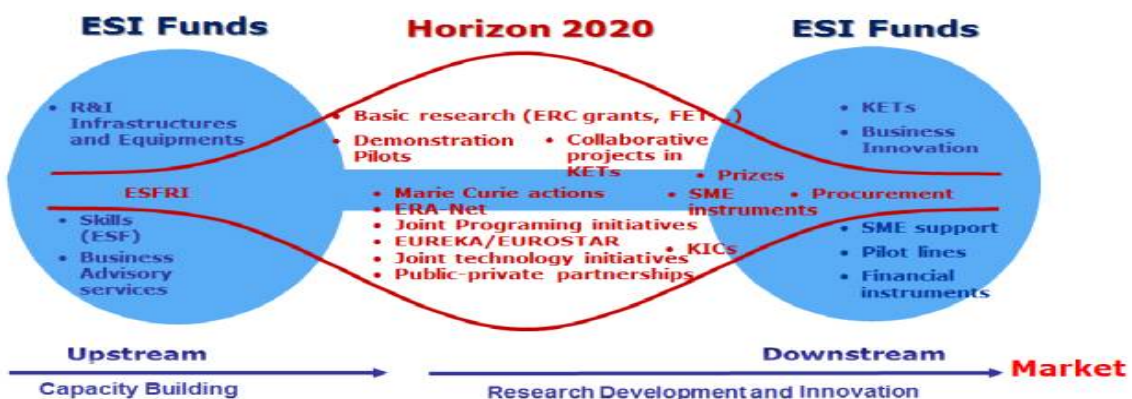 ESI Funds
Horizon 2020
ESI Funds
• R&I
Infrastructures
and Equipments
ESFRI
• Skills
(ESF)
• Business
Advisory
services
• Basic research (ERC grants, FET...)
• Demonstration
Pilots
• Collaborative
projects in
KETs
• Prizes
• Marie Curie actions
• ERA-Net
• Joint Programing initiatives
• EUREKA/EUROSTAR
• Joint technology initiatives
• Public-private partnerships
• SME
instruments
• Procurement
• KICs
• KETs
• Business
Innovation
• SME support
• Pilot lines
• Financial
instruments
Upstream
Downstream
Market
Capacity Building
Research Development and Innovation